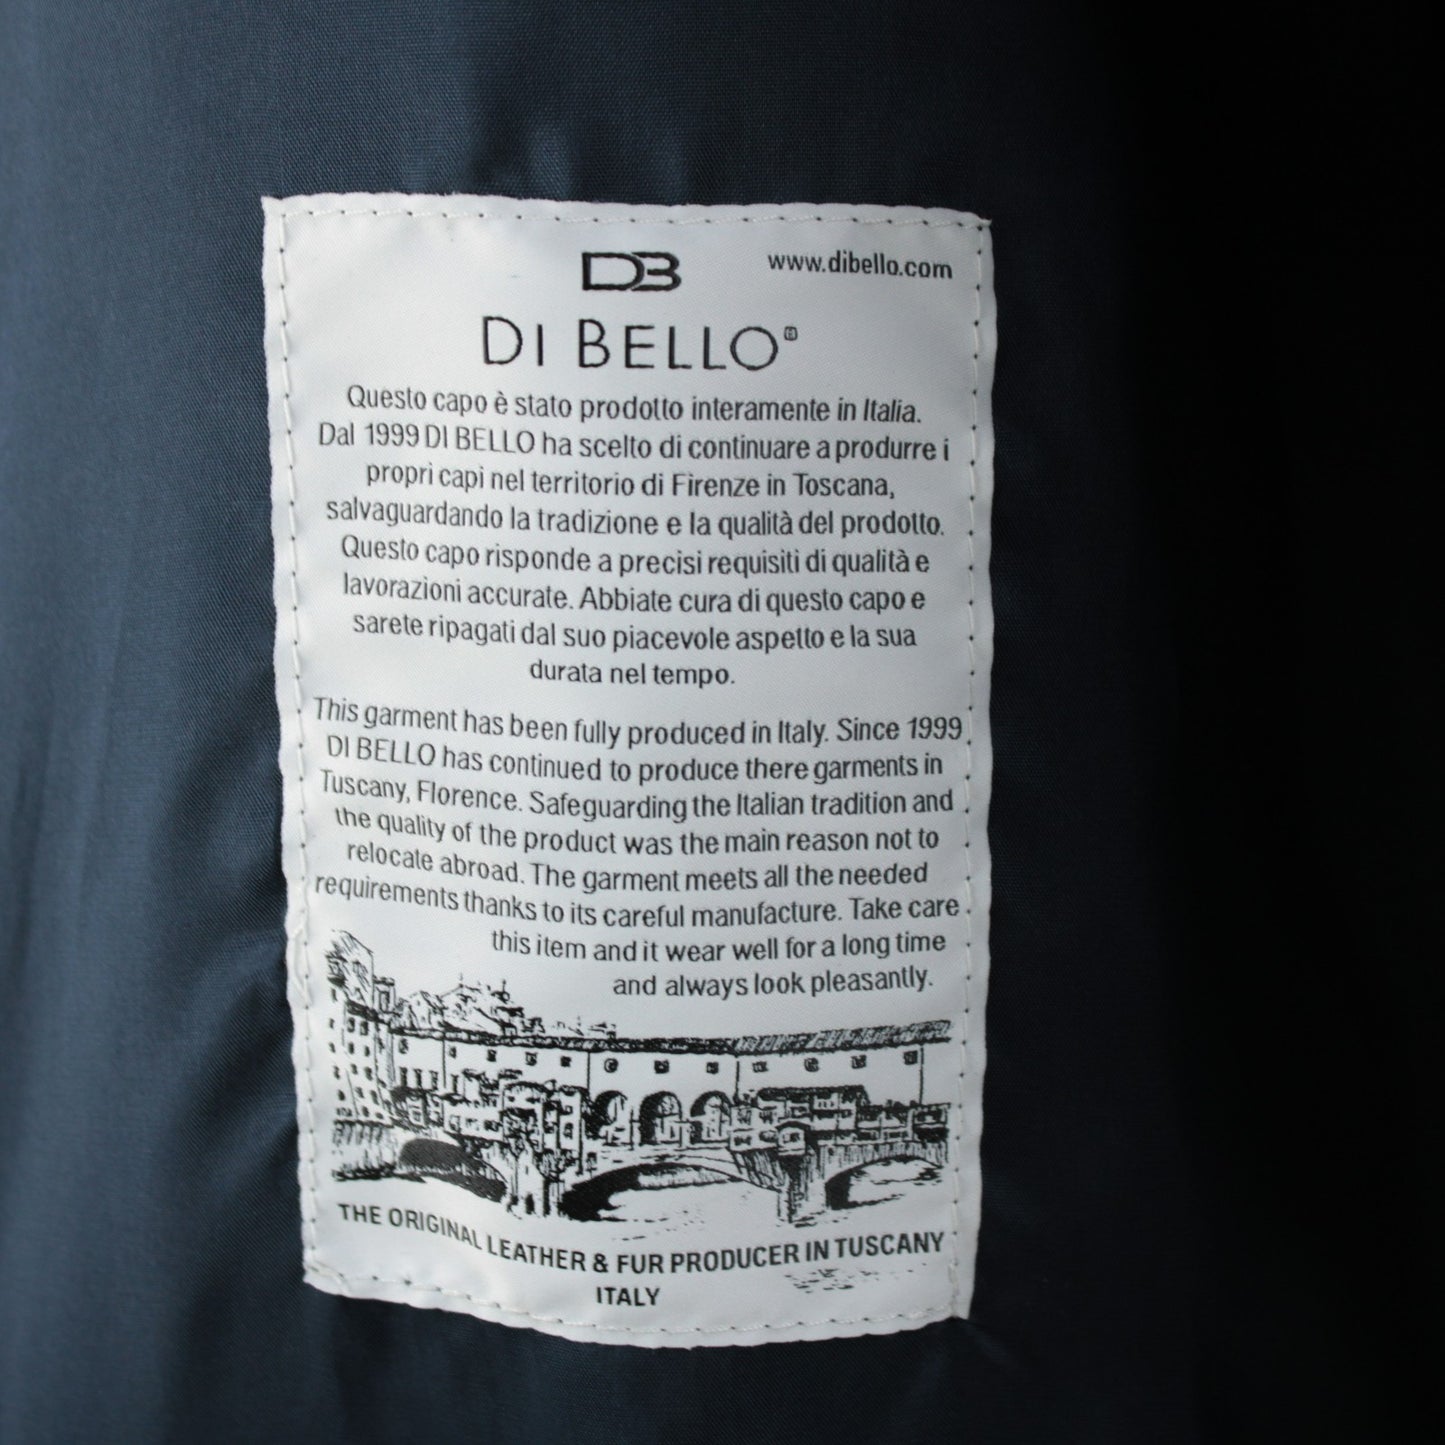 DB
www.dibello.com
DI BELLO®
Questo capo è stato prodotto interamente in Italia.
Dal 1999 DI BELLO ha scelto di continuare a produrre i
propri capi nel territorio di Firenze in Toscana,
salvaguardando la tradizione e la qualità del prodotto.
Questo capo risponde a precisi requisiti di qualità e
lavorazioni accurate. Abbiate cura di questo capo e
sarete ripagati dal suo piacevole aspetto e la sua
durata nel tempo.
This garment has been fully produced in Italy. Since 1999
DI BELLO has continued to produce there garments in
Tuscany, Florence. Safeguarding the Italian tradition and
the quality of the product was the main reason not to
relocate abroad. The garment meets all the needed
requirements thanks to its careful manufacture. Take care
this item and it wear well for a long time
and always look pleasantly.
THE ORIGINAL LEATHER & FUR PRODUCER IN TUSCANY
ITALY